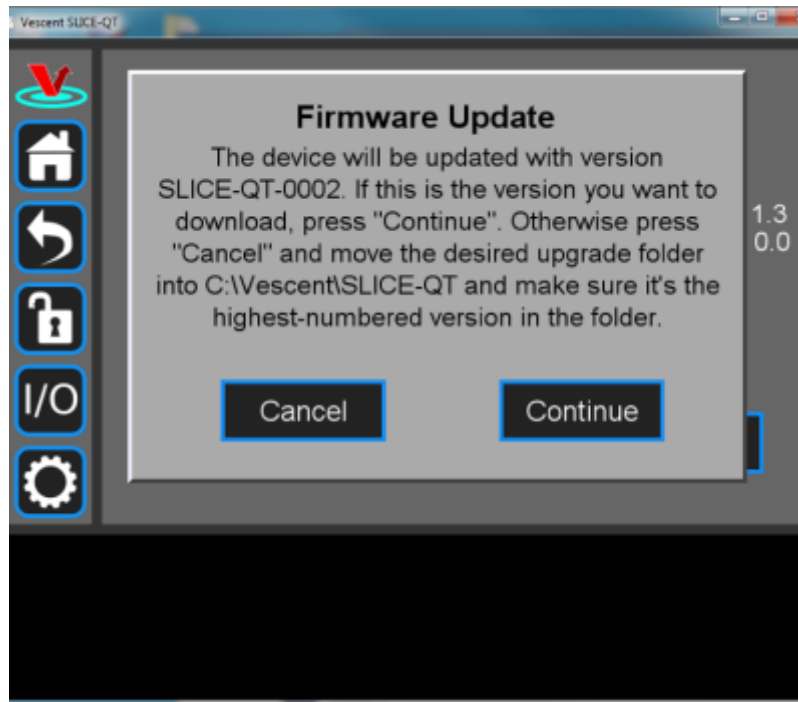 Vescent SLICE-QT
Firmware Update
The device will be updated with version
SLICE-QT-0002. If this is the version you want to
download, press "Continue". Otherwise press
"Cancel" and move the desired upgrade folder
into C:\Vescent\SLICE-QT and make sure it's the
highest-numbered version in the folder.
1.3
0.0
I/O
Cancel
Continue